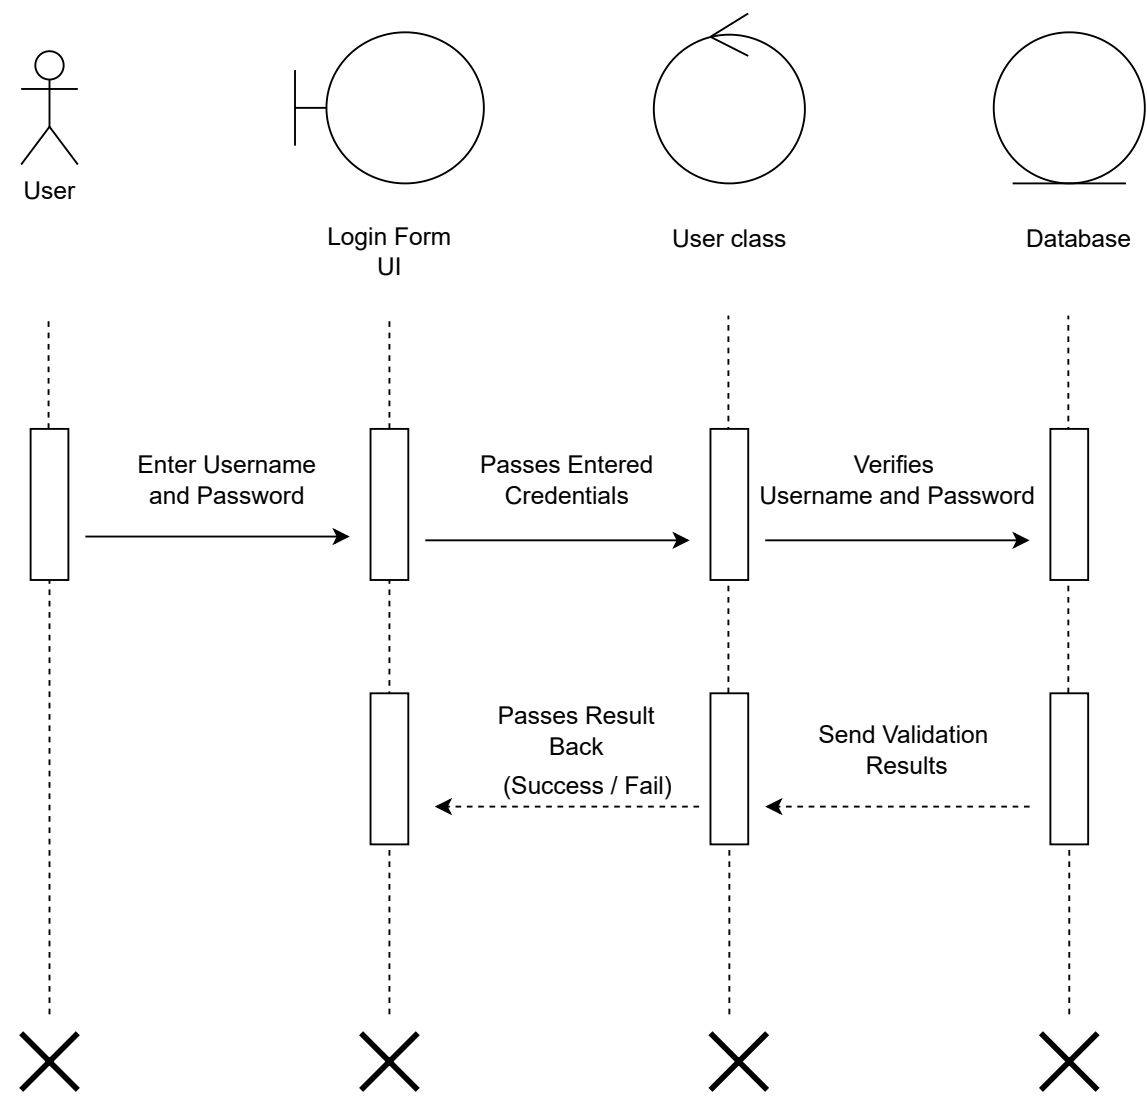 User
Login Form
UI
User class
Database
Enter Username
and Password
Passes Entered
Credentials
Verifies
Username and Password
Passes Result
Back
(Success / Fail)
Send Validation
Results